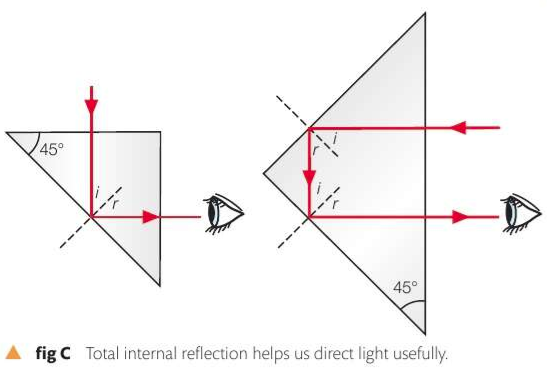 45°
i
r
i
r
i
r
45°
fig C Total internal reflection helps us direct light usefully.